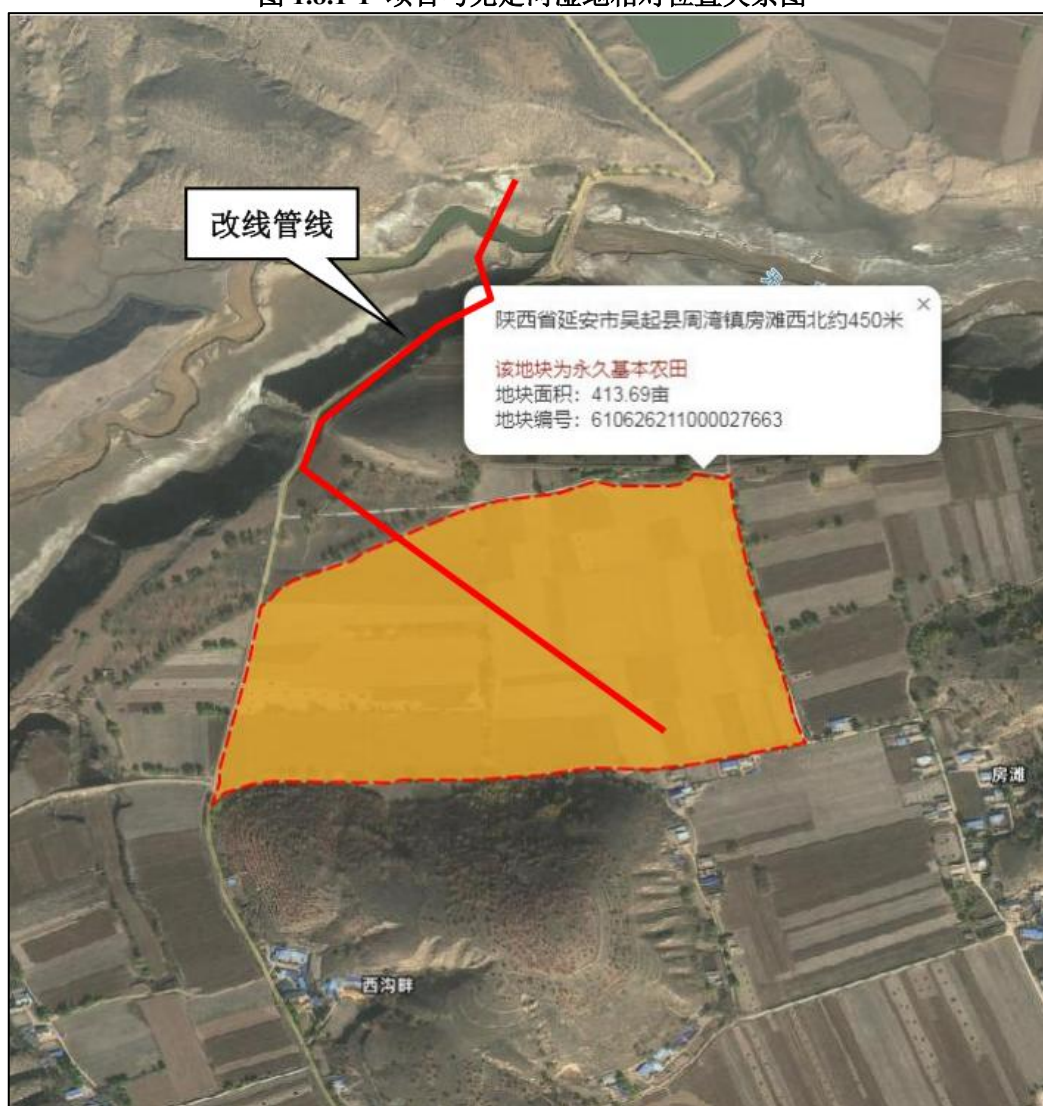 改线管线
陕西省延安市吴起县周湾镇房滩西北约450米
该地块为永久基本农田
地块面积：413.69亩
地块编号：610626211000027663
房滩
西沟畔